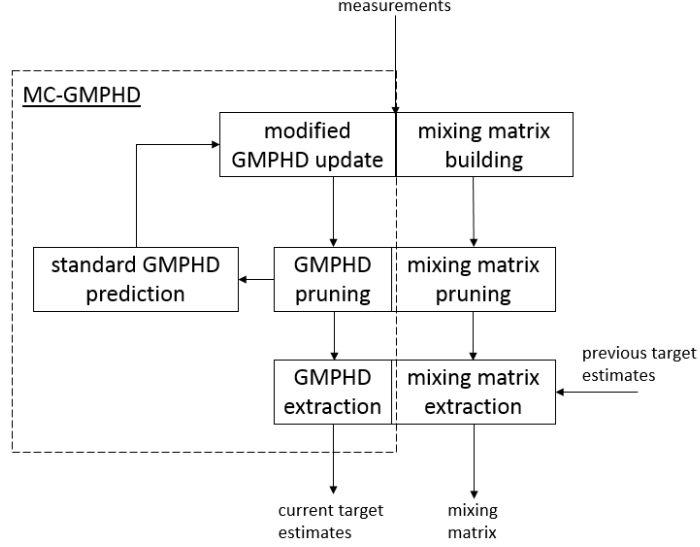 measurements
MC-GMPHD
modified
GMPHD update
mixing matrix
building
standard GMPHD
prediction
GMPHD
pruning
mixing matrix
pruning
GMPHD
extraction
mixing matrix
extraction
previous target
estimates
current target
estimates
mixing
matrix